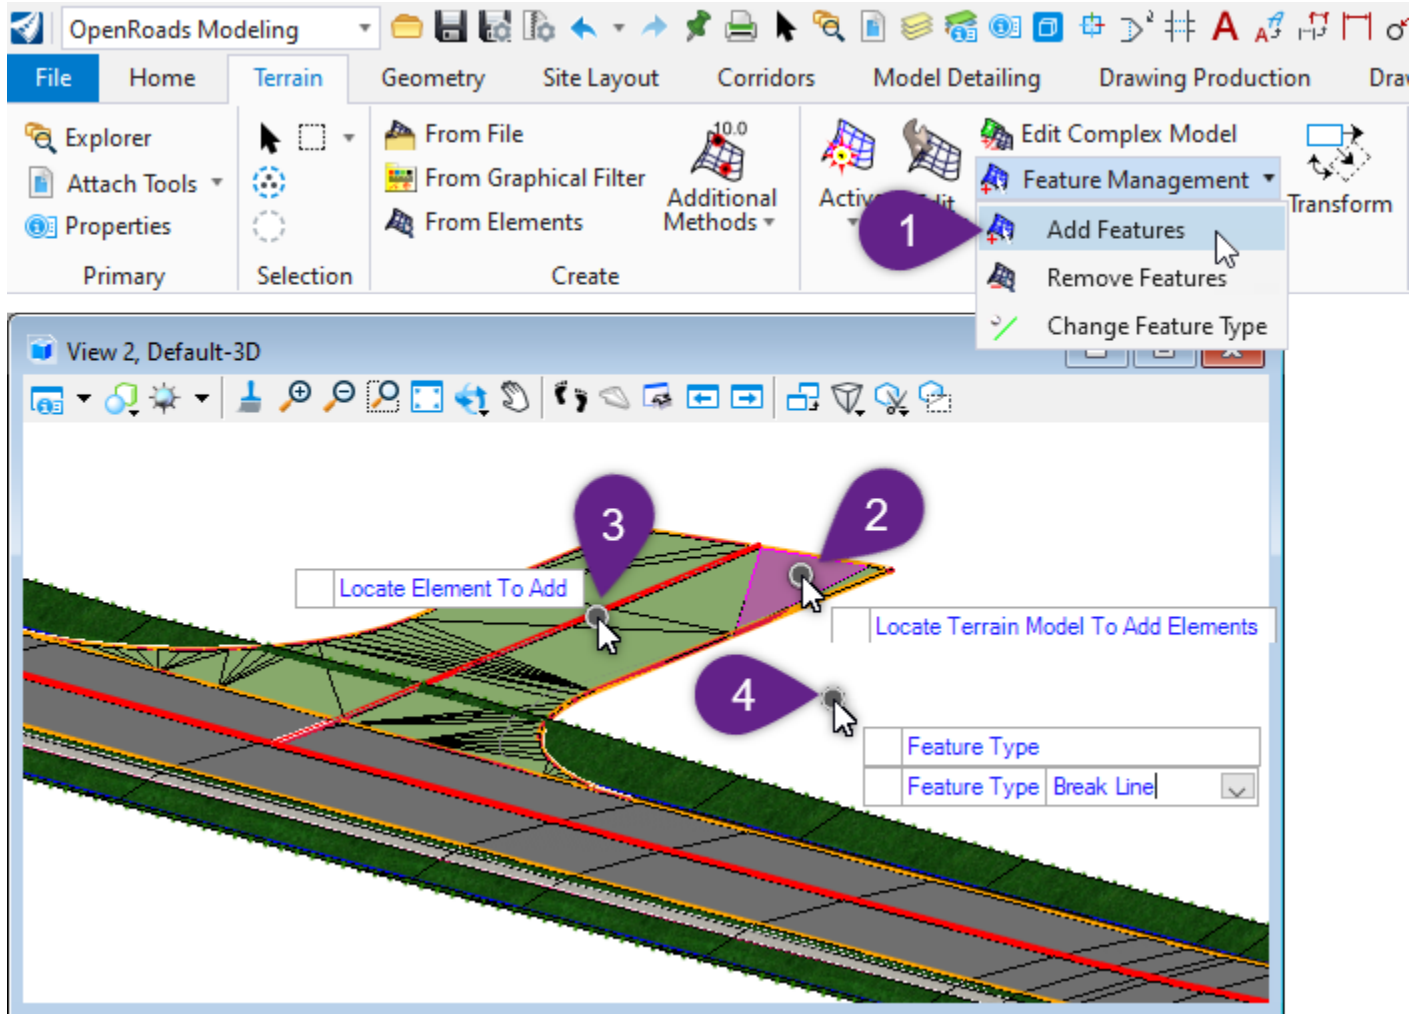 OpenRoads Modeling
File Home Terrain Geometry Site Layout Corridors Model Detailing Drawing Production
Explorer
Attach Tools
Properties
Primary
Selection
From File
From Graphical Filter
From Elements
10.0
Additional
Methods
Create
Edit Complex Model
Feature Management
Transform
1
Add Features
Remove Features
Change Feature Type
View 2, Default-3D
3
2
Locate Element To Add
Locate Terrain Model To Add Elements
4
Feature Type
Feature Type Break Line